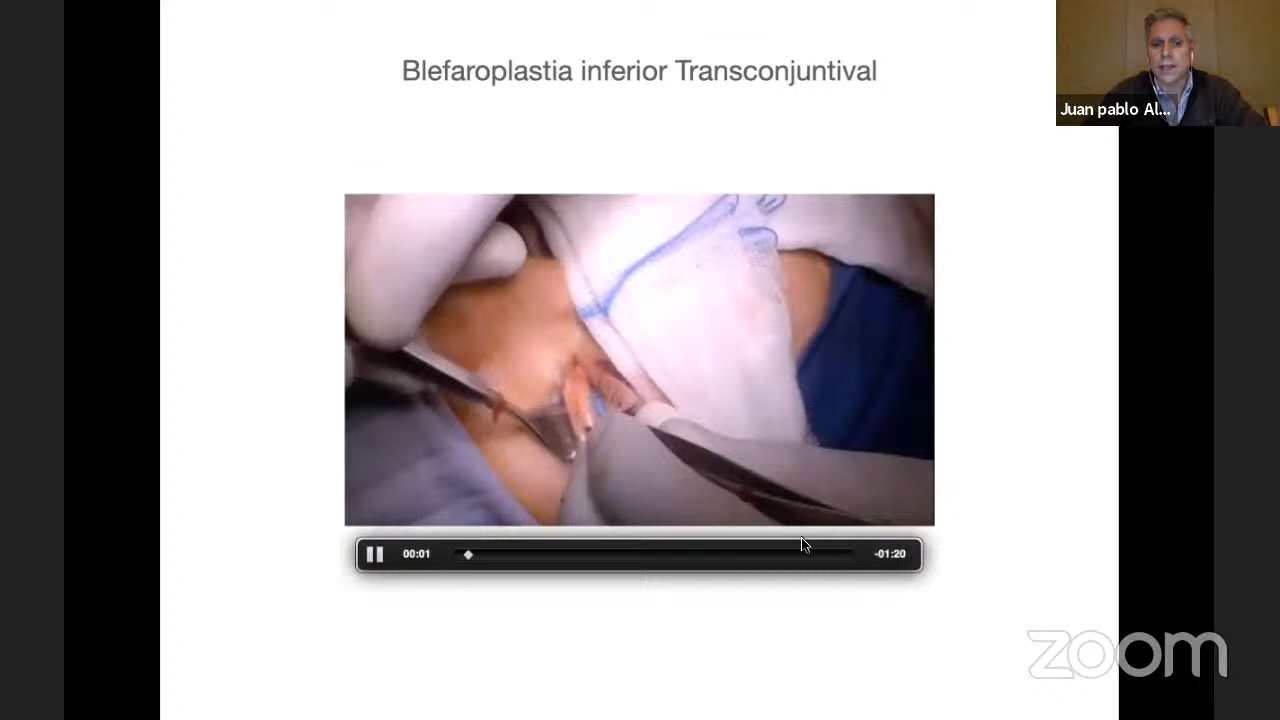 Blefaroplastia inferior Transconjuntival
Juan pablo Al...
00:01
-01:20
zoom